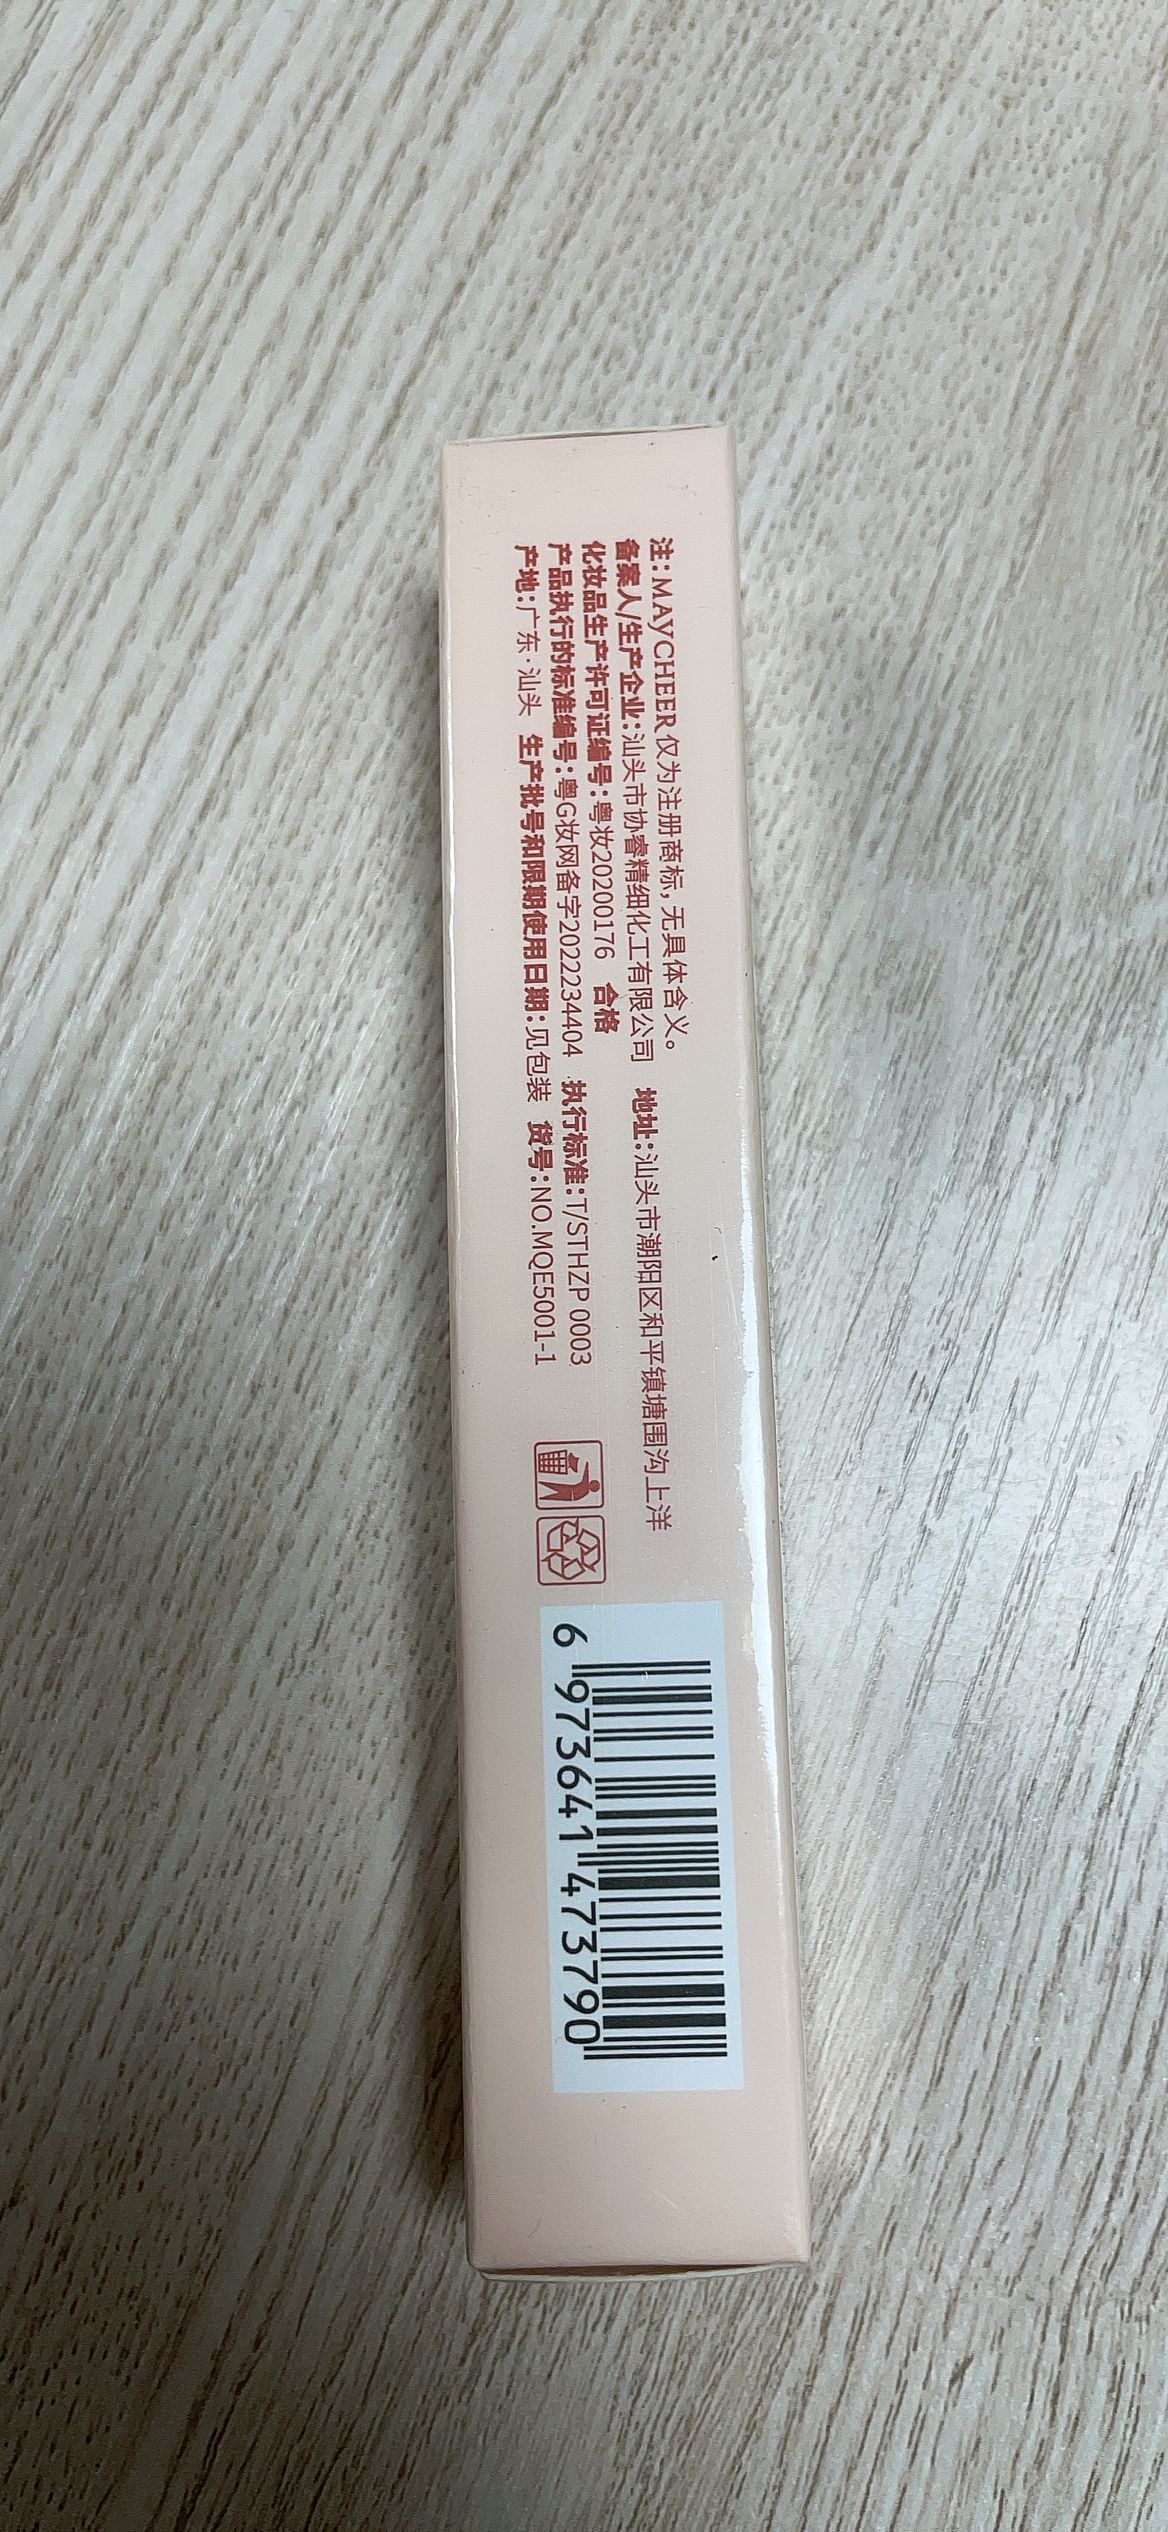 注:MAYCHEER仅为注册商标,无具体含义。
备案人/生产企业:汕头市协睿精细化工有限公司 地址:汕头市潮阳区和平镇塘围沟上洋
化妆品生产许可证编号:粤妆20200176 合格
产品执行的标准编号:粤G妆网备字2022234404 执行标准:T/STHZP 0003
产地:广东·汕头 生产批号和限期使用日期:见包装 货号:NO.MQE5001-1
6 973641 473790